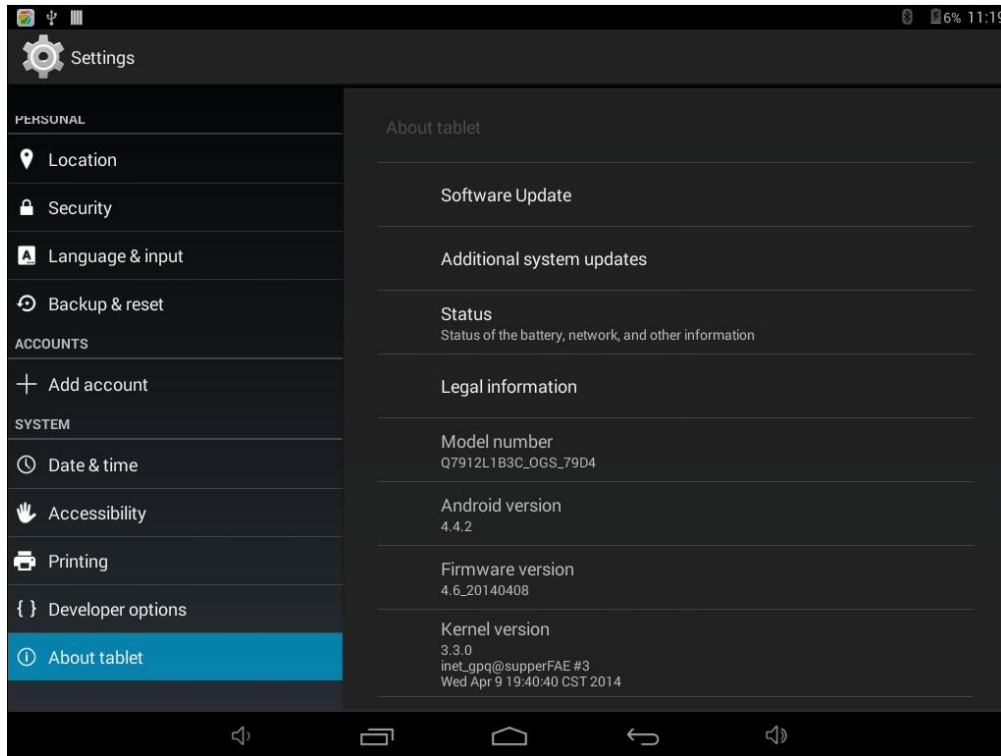 6% 11:19
Settings
PERSONAL
Location
Security
Language & input
Backup & reset
ACCOUNTS
Add account
SYSTEM
Date & time
Accessibility
Printing
Developer options
About tablet
About tablet
Software Update
Additional system updates
Status
Status of the battery, network, and other information
Legal information
Model number
Q7912L1B3C_OGS_79D4
Android version
4.4.2
Firmware version
4.6_20140408
Kernel version
3.3.0
inet_gpq@supperFAE #3
Wed Apr 9 19:40:40 CST 2014